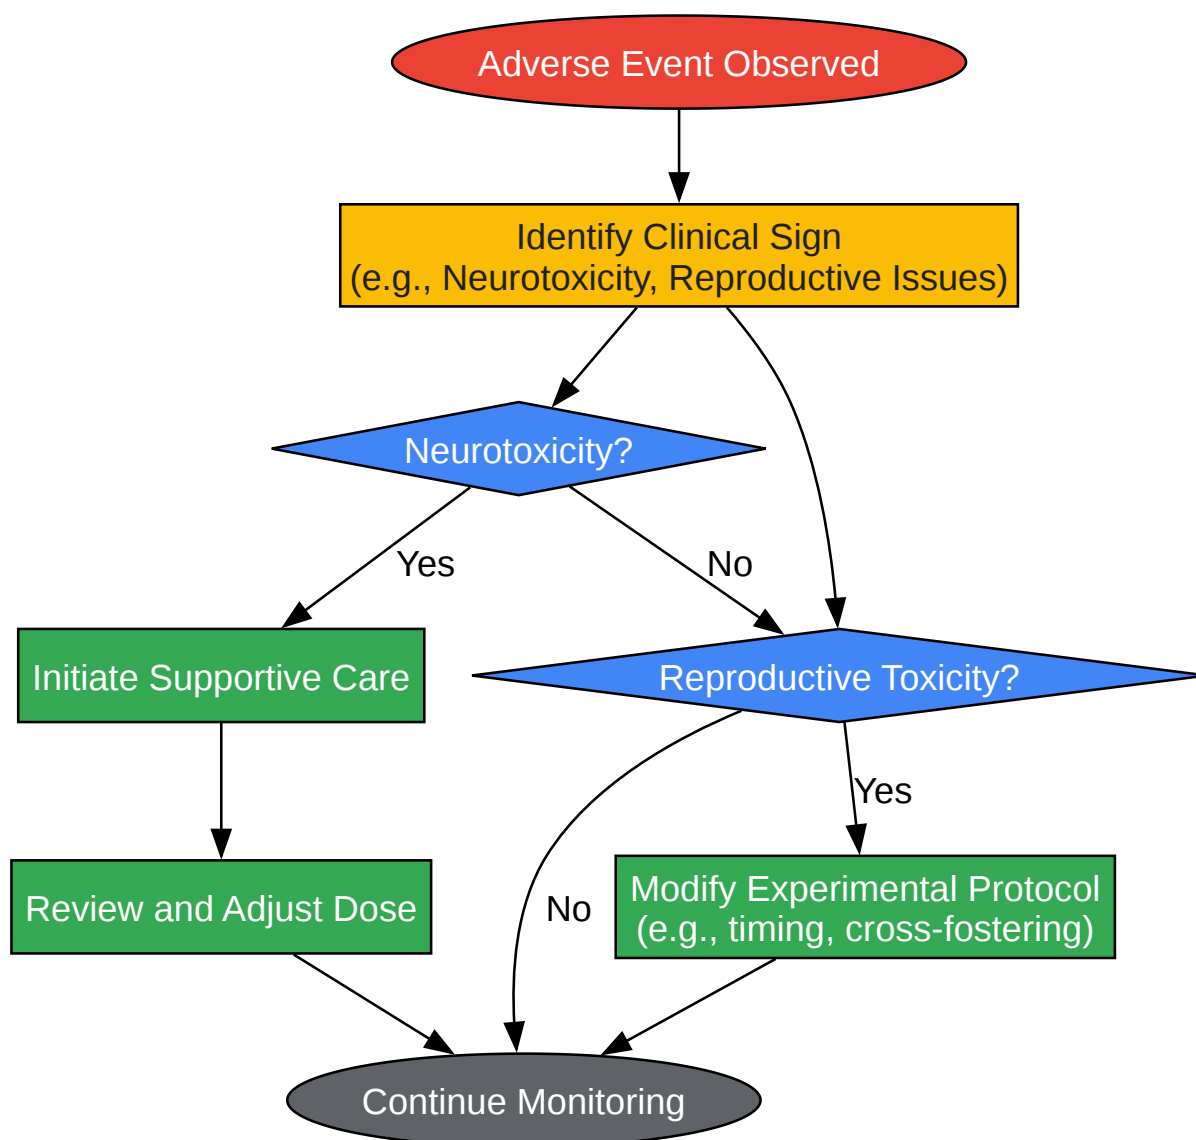 Adverse Event Observed
Identify Clinical Sign
(e.g., Neurotoxicity, Reproductive Issues)
Neurotoxicity?
Yes
No
Initiate Supportive Care
Reproductive Toxicity?
Yes
Review and Adjust Dose
No
Modify Experimental Protocol
(e.g., timing, cross-fostering)
Continue Monitoring